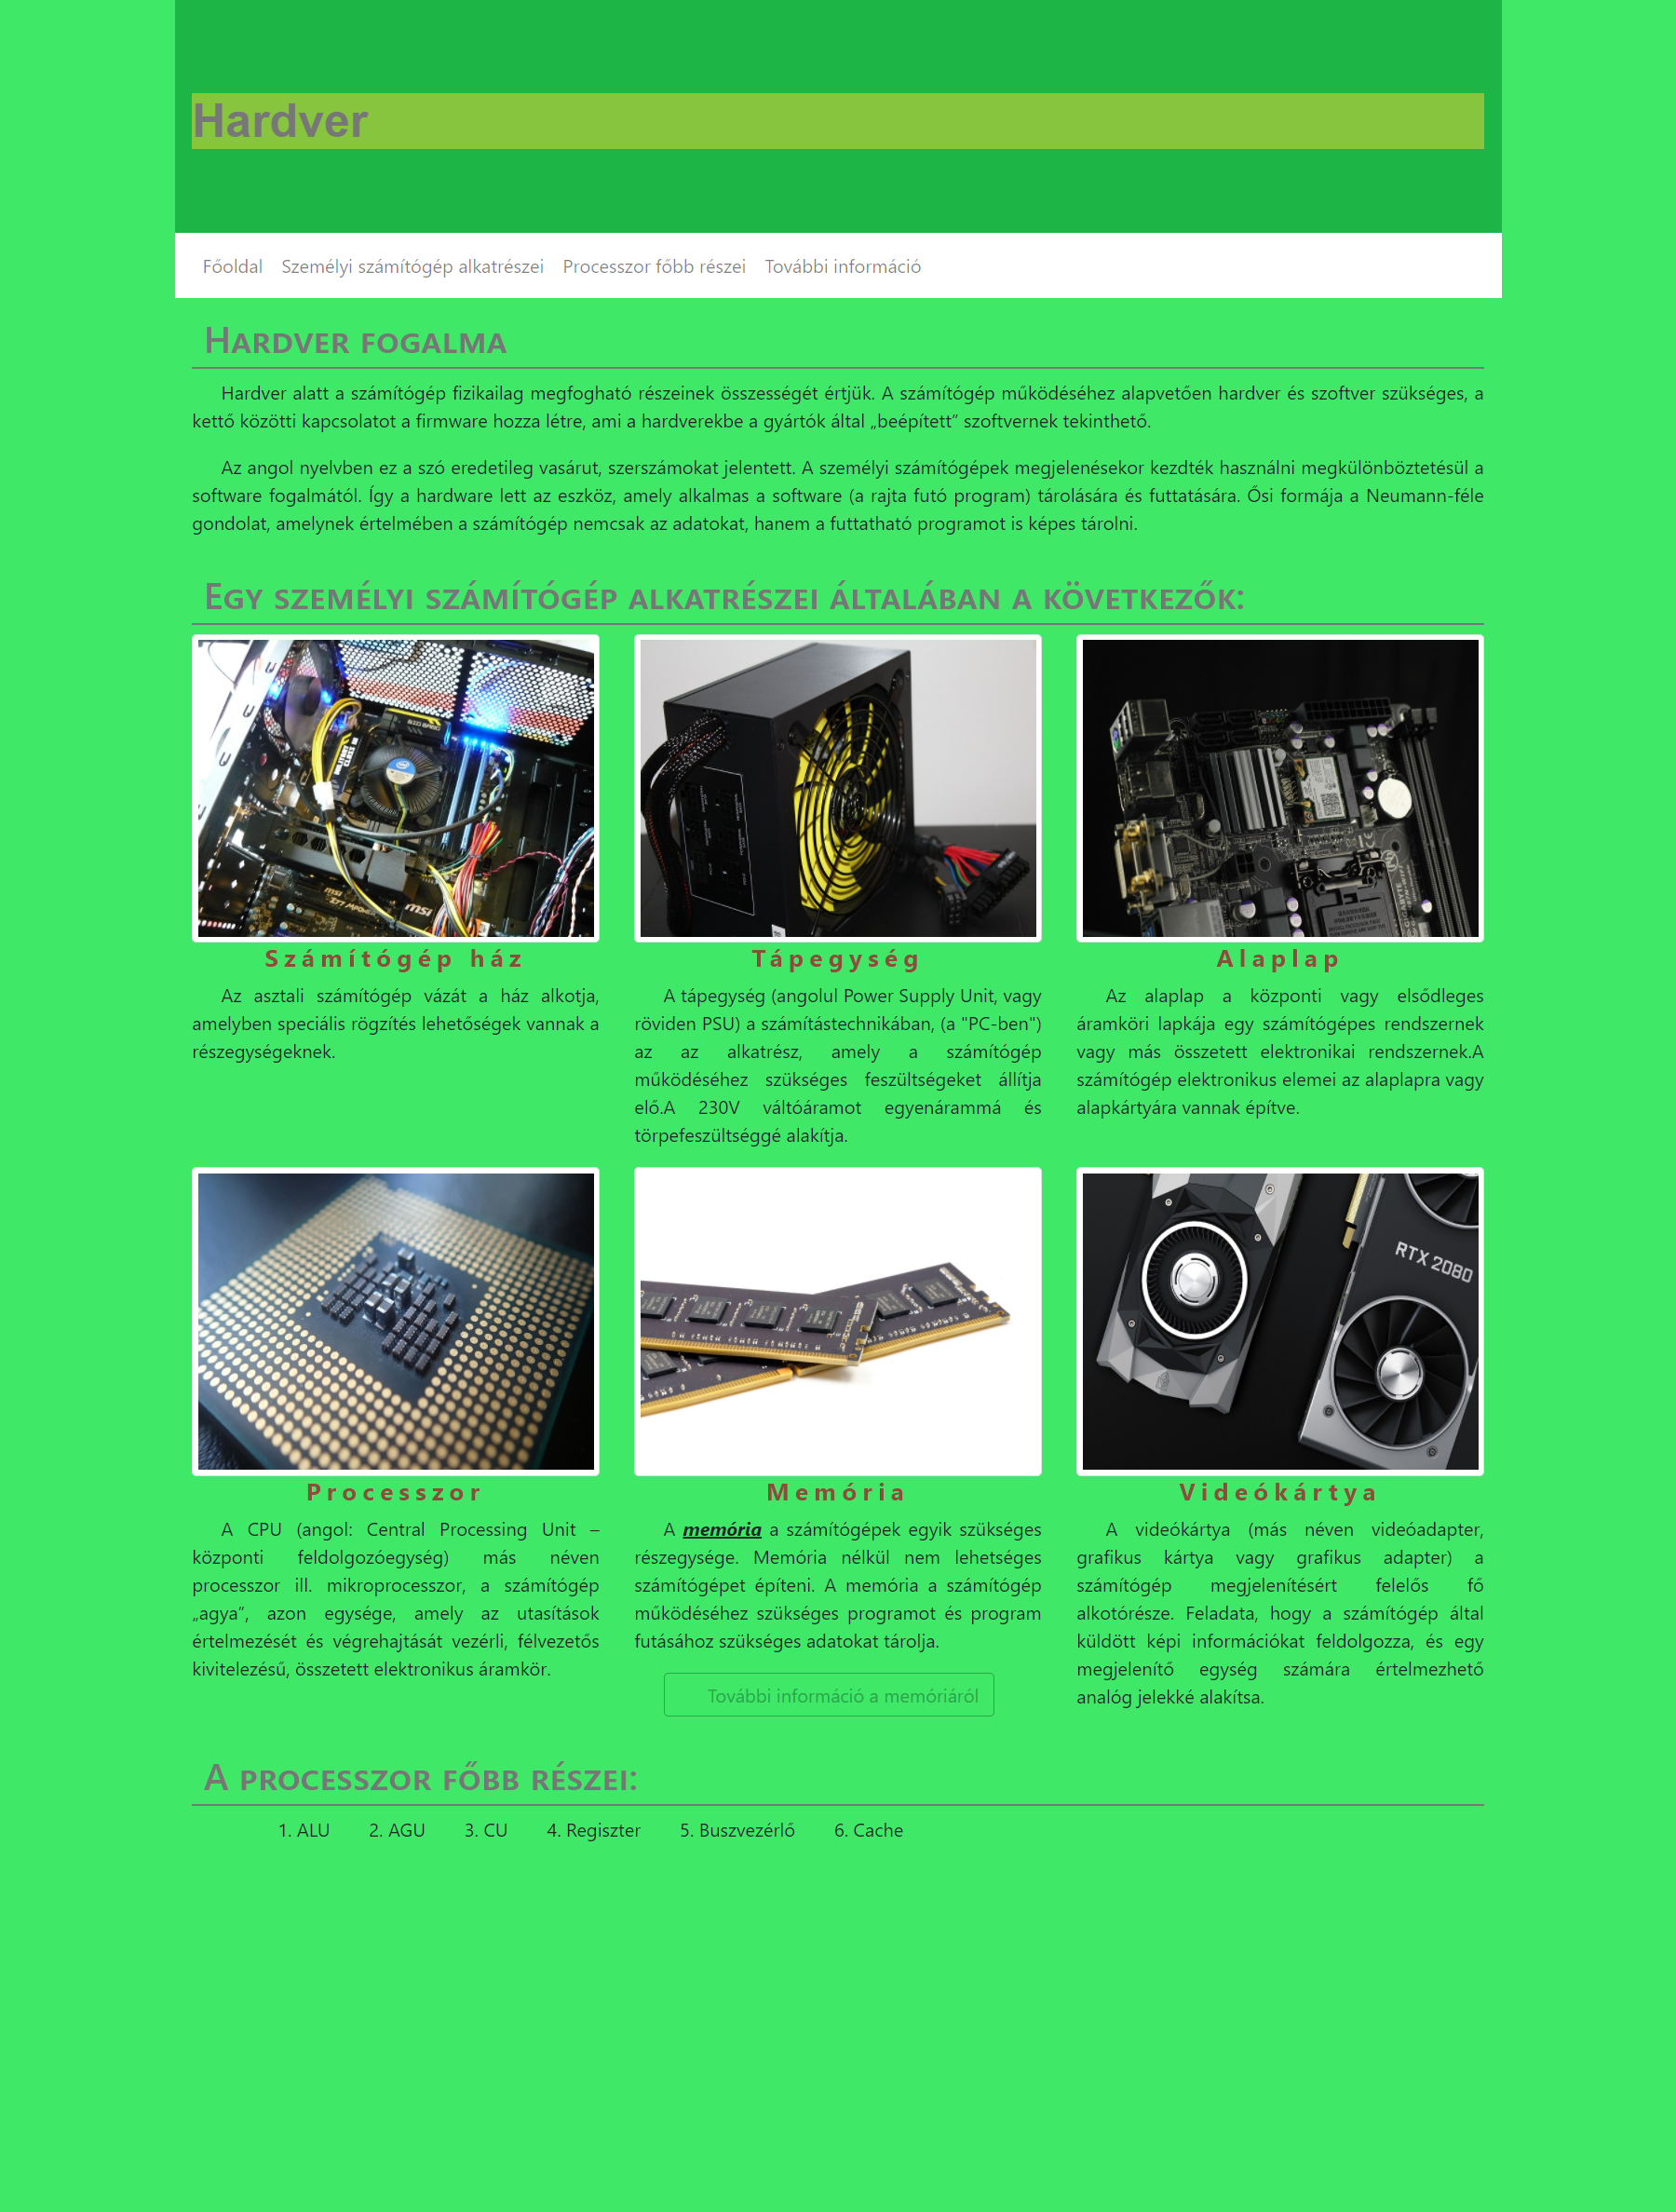 Hardver
Főoldal Személyi számítógép alkatrészei Processzor főbb részei További információ
Hardver fogalma
Hardver alatt a számítógép fizikailag megfogható részeinek összességét értjük. A számítógép működéséhez alapvetően hardver és szoftver szükséges, a
kettő közötti kapcsolatot a firmware hozza létre, ami a hardverekbe a gyártók által „beépített” szoftvernek tekinthető.
Az angol nyelvben ez a szó eredetileg vasárut, szerszámokat jelentett. A személyi számítógépek megjelenésekor kezdték használni megkülönböztetésül a
software fogalmától. Így a hardware lett az eszköz, amely alkalmas a software (a rajta futó program) tárolására és futtatására. Ősi formája a Neumann-féle
gondolat, amelynek értelmében a számítógép nemcsak az adatokat, hanem a futtatható programot is képes tárolni.
Egy személyi számítógép alkatrészei általában a következők:
msi
Számítógép ház
Az asztali számítógép vázát a ház alkotja,
amelyben speciális rögzítés lehetőségek vannak a
részegységeknek.
Tápegység
A tápegység (angolul Power Supply Unit, vagy
röviden PSU) a számítástechnikában, (a "PC-ben")
az az alkatrész, amely a számítógép
működéséhez szükséges feszültségeket állítja
elő.A 230V váltóáramot egyenárammá és
törpefeszültséggé alakítja.
Alaplap
Az alaplap a központi vagy elsődleges
áramköri lapkája egy számítógépes rendszernek
vagy más összetett elektronikai rendszernek.A
számítógép elektronikus elemei az alaplapra vagy
alapkártyára vannak építve.
Processzor
A CPU (angol: Central Processing Unit –
központi feldolgozóegység) más néven
processzor ill. mikroprocesszor, a számítógép
„agya”, azon egysége, amely az utasítások
értelmezését és végrehajtását vezérli, félvezetős
kivitelezésű, összetett elektronikus áramkör.
Memória
A memória a számítógépek egyik szükséges
részegysége. Memória nélkül nem lehetséges
számítógépet építeni. A memória a számítógép
működéséhez szükséges programot és program
futásához szükséges adatokat tárolja.
További információ a memóriáról
RTX 2080
Videókártya
A videókártya (más néven videóadapter,
grafikus kártya vagy grafikus adapter) a
számítógép megjelenítésért felelős fő
alkotórésze. Feladata, hogy a számítógép által
küldött képi információkat feldolgozza, és egy
megjelenítő egység számára értelmezhető
analóg jelekké alakítsa.
A processzor főbb részei:
1. ALU 2. AGU 3. CU 4. Regiszter 5. Buszvezérlő 6. Cache